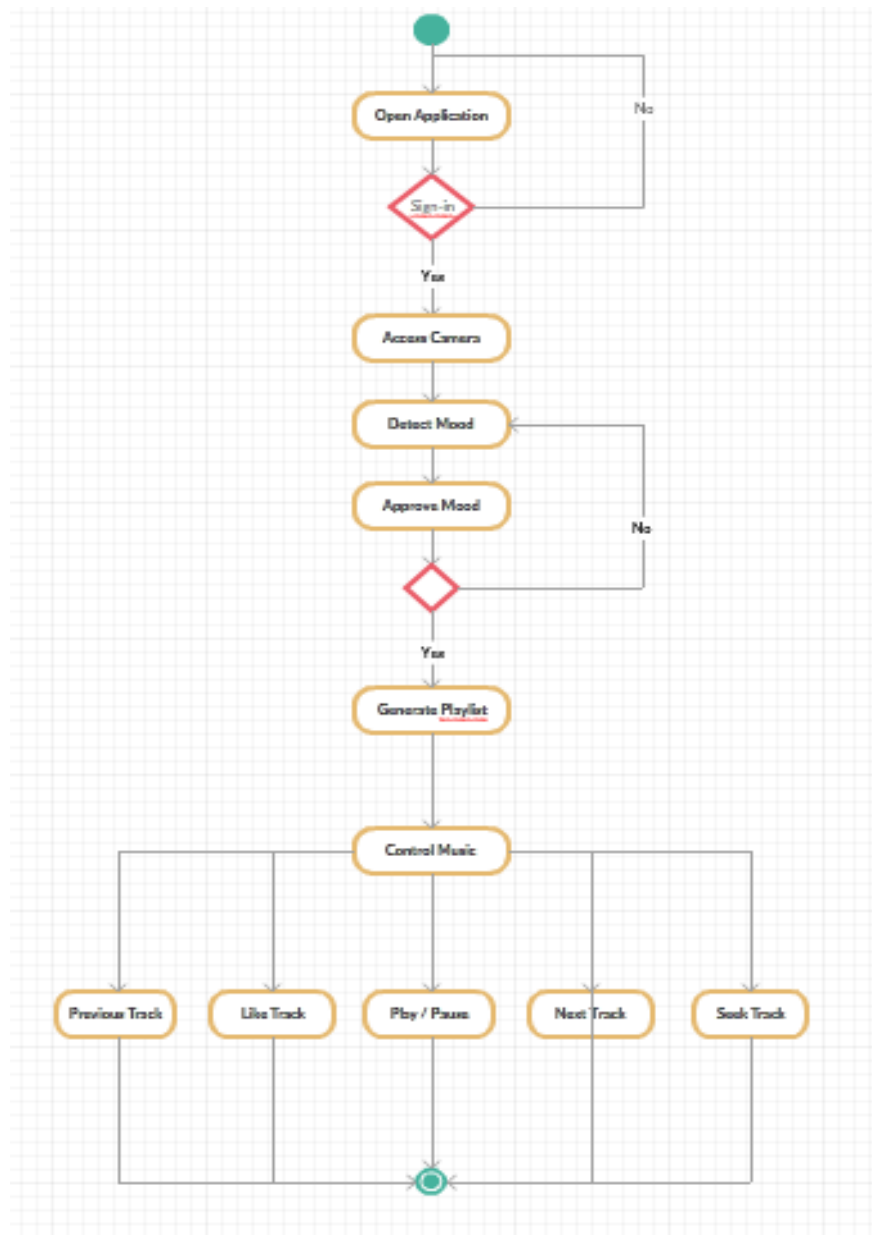 Open Application
No
Sign-in
Yes
Access Camera
Detect Mood
Approve Mood
No
Yes
Generate Playlist
Control Music
Previous Track
Like Track
Play / Pause
Next Track
Seek Track